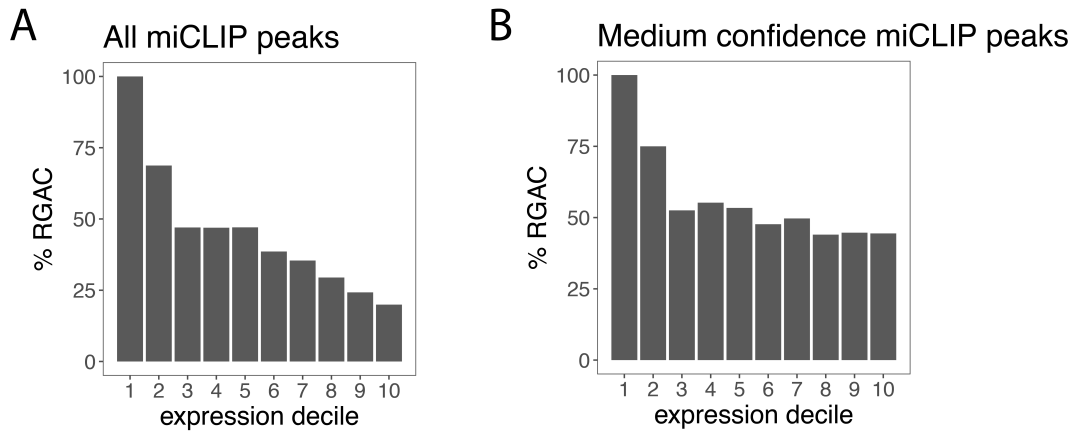 A
All miCLIP peaks
100
75
50
25
0
% RGAC
1 2 3 4 5 6 7 8 9 10
expression decile
B
Medium confidence miCLIP peaks
100
75
50
25
0
% RGAC
1 2 3 4 5 6 7 8 9 10
expression decile